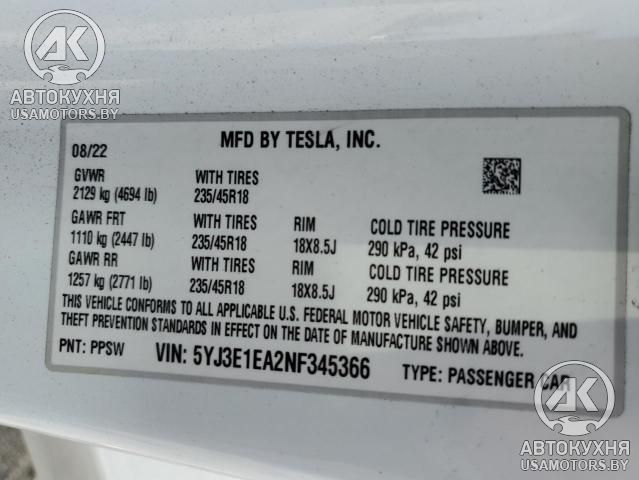 AK
АВТОКУХНЯ
USAMOTORS.BY
MFD BY TESLA, INC.
08/22
GVWR WITH TIRES
2129 kg (4694 lb) 235/45R18
GAWR FRT WITH TIRES RIM COLD TIRE PRESSURE
1110 kg (2447 lb) 235/45R18 18X8.5J 290 kPa, 42 psi
GAWR RR WITH TIRES RIM COLD TIRE PRESSURE
1257 kg (2771 lb) 235/45R18 18X8.5J 290 kPa, 42 psi
THIS VEHICLE CONFORMS TO ALL APPLICABLE U.S. FEDERAL MOTOR VEHICLE SAFETY, BUMPER, AND
THEFT PREVENTION STANDARDS IN EFFECT ON THE DATE OF MANUFACTURE SHOWN ABOVE.
PNT: PPSW VIN: 5YJ3E1EA2NF345366 TYPE: PASSENGER CAR
AK
АВТОКУХНЯ
USAMOTORS.BY